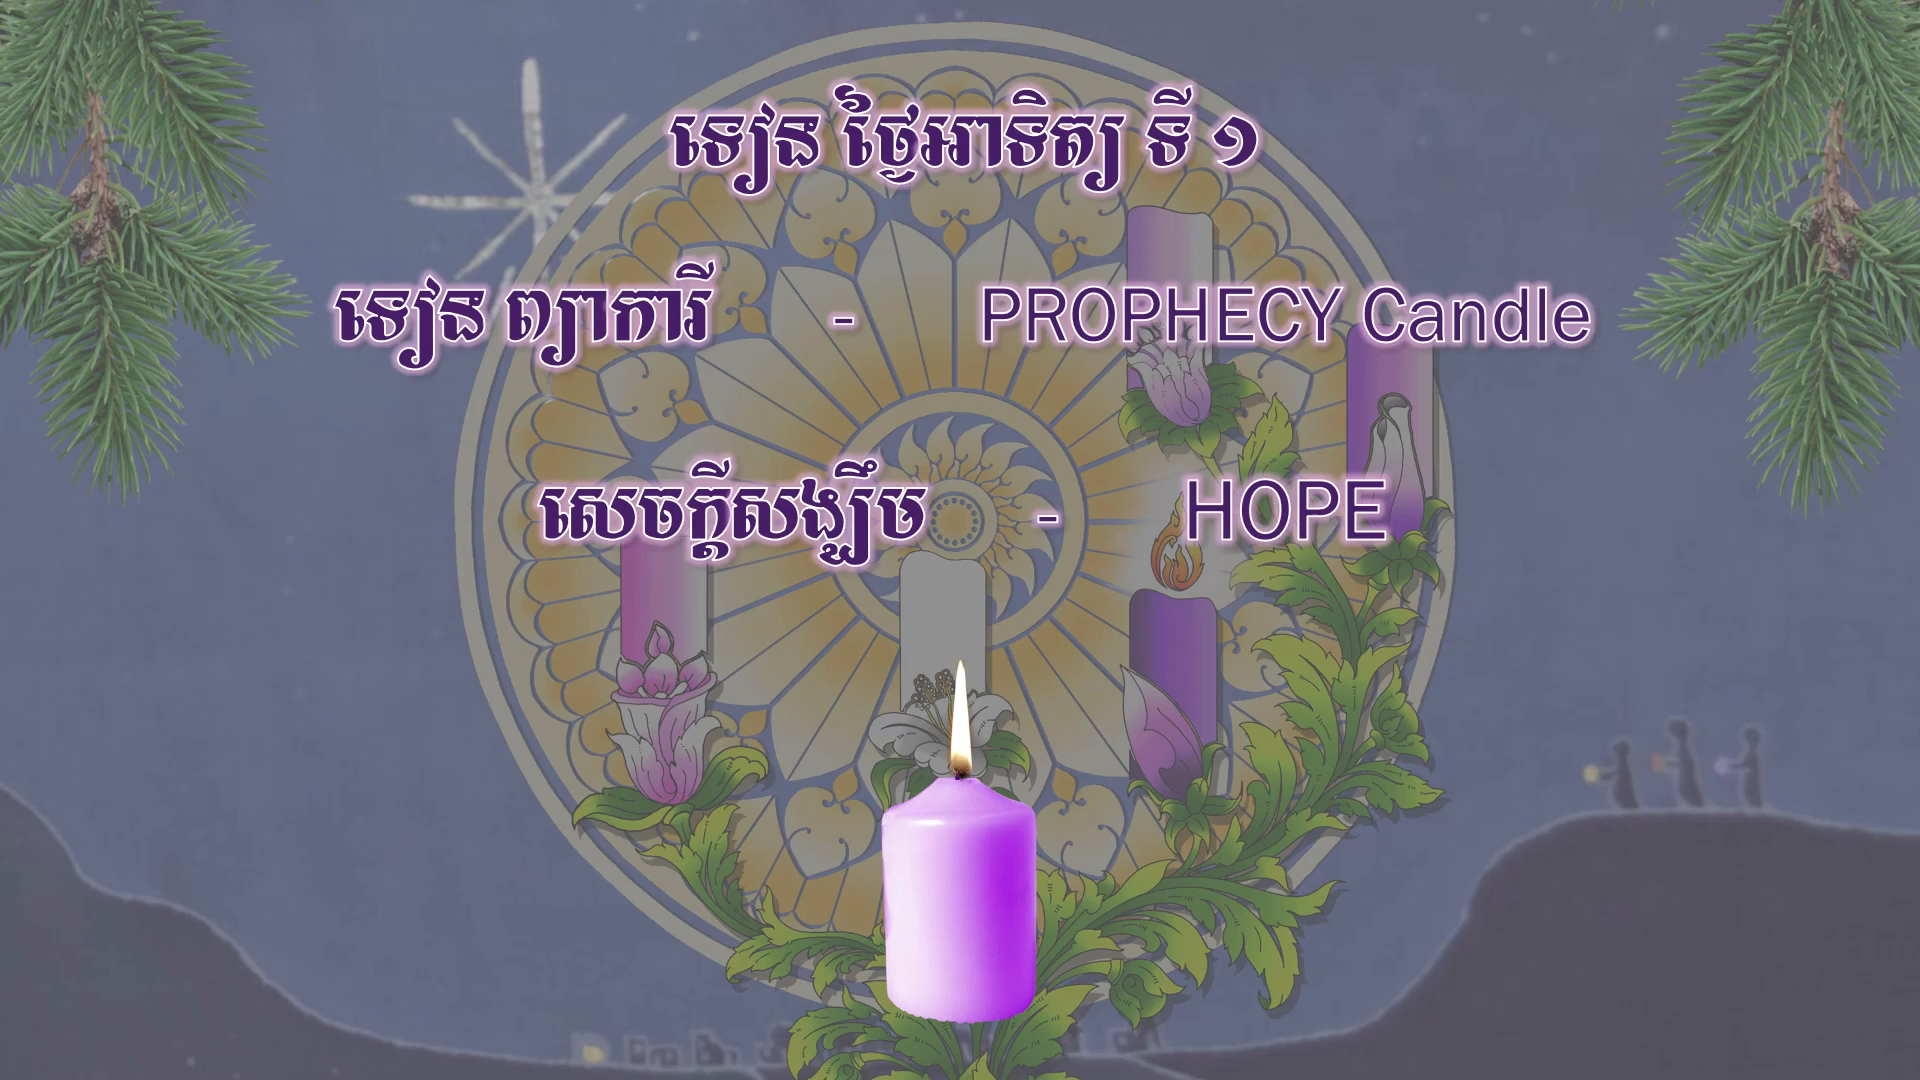 ទៀន ថ្ងៃអាទិត្យ ទី ១
ទៀន ព្យាការី - PROPHECY Candle
សេចក្ដីសង្ឃឹម - HOPE